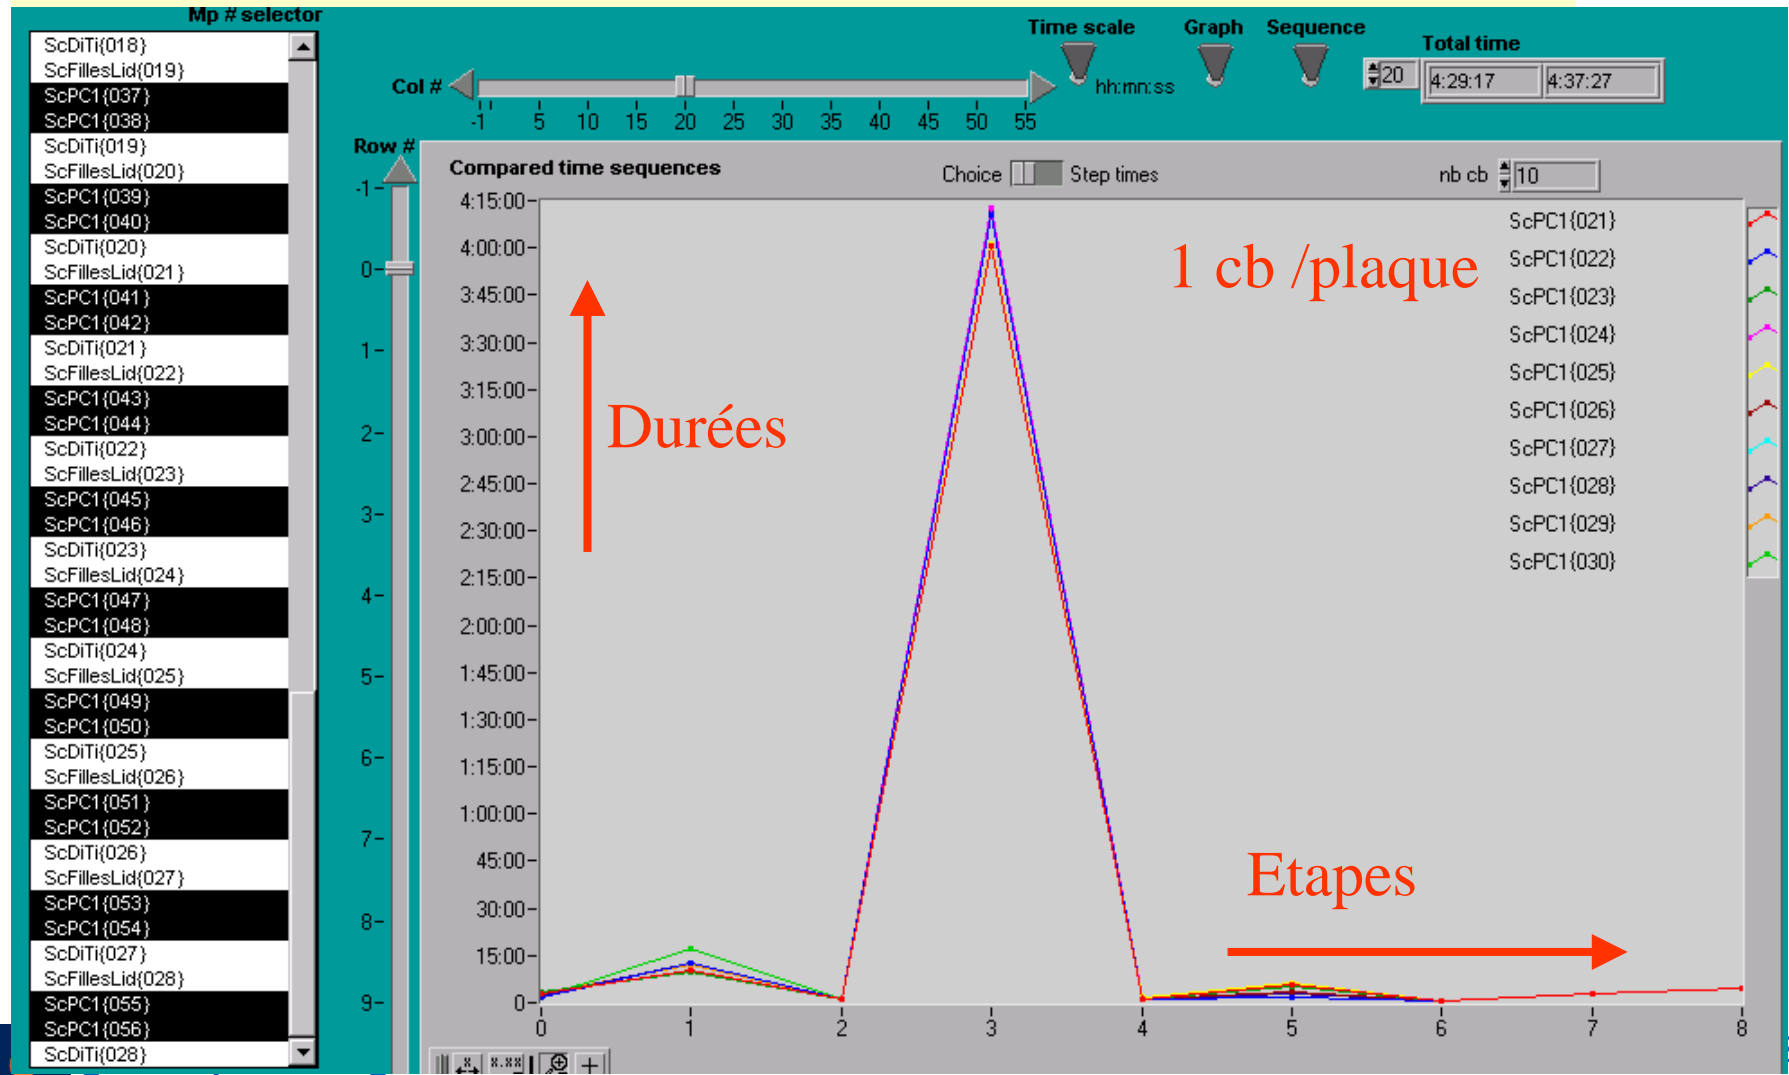 Mp # selector
ScDiTi{018}
ScFillesLid{019}
ScPC1{037}
ScPC1{038}
ScDiTi{019}
ScFillesLid{020}
ScPC1{039}
ScPC1{040}
ScDiTi{020}
ScFillesLid{021}
ScPC1{041}
ScPC1{042}
ScDiTi{021}
ScFillesLid{022}
ScPC1{043}
ScPC1{044}
ScDiTi{022}
ScFillesLid{023}
ScPC1{045}
ScPC1{046}
ScDiTi{023}
ScFillesLid{024}
ScPC1{047}
ScPC1{048}
ScDiTi{024}
ScFillesLid{025}
ScPC1{049}
ScPC1{050}
ScDiTi{025}
ScFillesLid{026}
ScPC1{051}
ScPC1{052}
ScDiTi{026}
ScFillesLid{027}
ScPC1{053}
ScPC1{054}
ScDiTi{027}
ScFillesLid{028}
ScPC1{055}
ScPC1{056}
ScDiTi{028}
Time scale Graph Sequence Total time
Col # hh:mn:ss 20 4:29:17 4:37:27
-1 5 10 15 20 25 30 35 40 45 50 55
Row #
-1
0
1
2
3
4
5
6
7
8
9
Compared time sequences Choice Step times nb cb 10
4:15:00
4:00:00
3:45:00
3:30:00
3:15:00
3:00:00
2:45:00
2:30:00
2:15:00
2:00:00
1:45:00
1:30:00
1:15:00
1:00:00
45:00
30:00
15:00
0
0 1 2 3 4 5 6 7 8
1 cb /plaque
Durées
Etapes
ScPC1{021}
ScPC1{022}
ScPC1{023}
ScPC1{024}
ScPC1{025}
ScPC1{026}
ScPC1{027}
ScPC1{028}
ScPC1{029}
ScPC1{030}